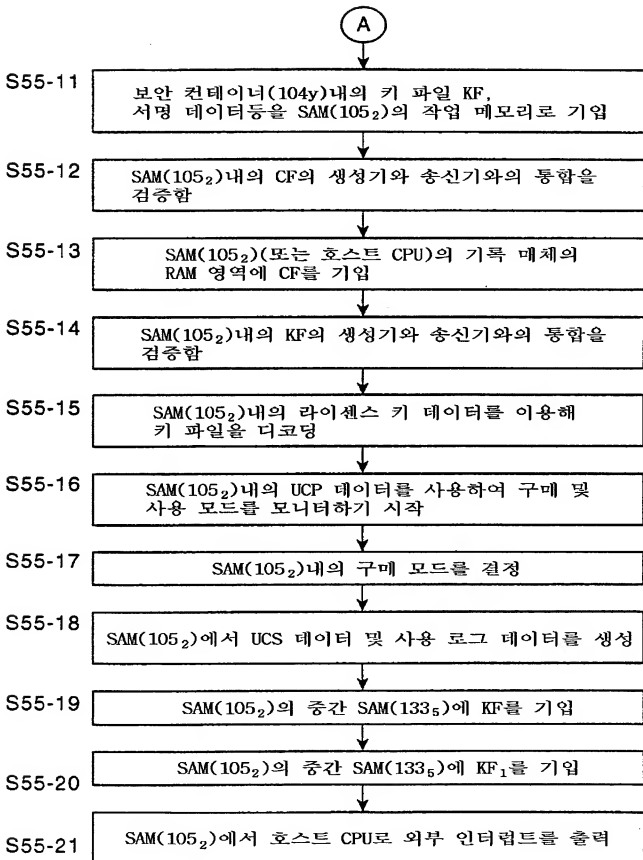 A
S55-11
보안 컨테이너(104y)내의 키 파일 KF,
서명 데이터등을 SAM(105₂)의 작업 메모리로 기입
S55-12
SAM(105₂)내의 CF의 생성기와 송신기와의 통합을
검증함
S55-13
SAM(105₂)(또는 호스트 CPU)의 기록 매체의
RAM 영역에 CF를 기입
S55-14
SAM(105₂)내의 KF의 생성기와 송신기와의 통합을
검증함
S55-15
SAM(105₂)내의 라이센스 키 데이터를 이용해
키 파일을 디코딩
S55-16
SAM(105₂)내의 UCP 데이터를 사용하여 구매 및
사용 모드를 모니터하기 시작
S55-17
SAM(105₂)내의 구매 모드를 결정
S55-18
SAM(105₂)에서 UCS 데이터 및 사용 로그 데이터를 생성
S55-19
SAM(105₂)의 중간 SAM(133₅)에 KF를 기입
S55-20
SAM(105₂)의 중간 SAM(133₅)에 KF₁를 기입
S55-21
SAM(105₂)에서 호스트 CPU로 외부 인터럽트를 출력